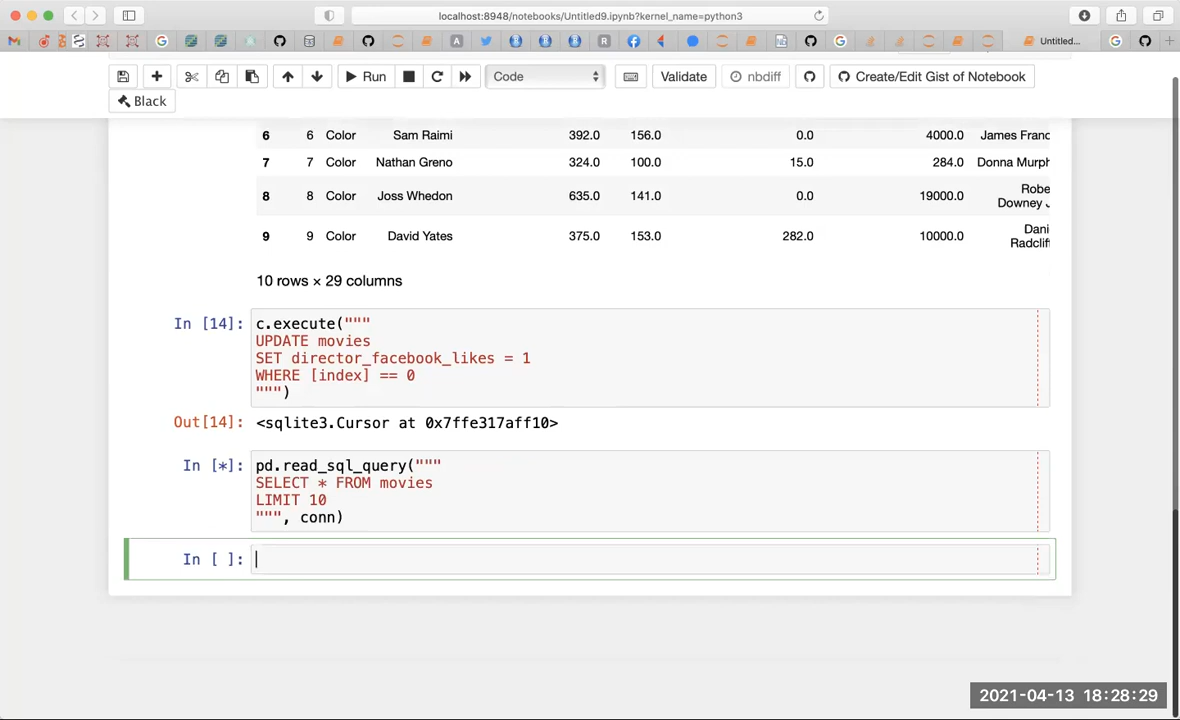 localhost:8948/notebooks/Untitled9.ipynb?kernel_name=python3
Untitled...
Run
Code
Validate
nbdiff
Create/Edit Gist of Notebook
Black
6 6 Color Sam Raimi 392.0 156.0 0.0 4000.0 James Franc
7 7 Color Nathan Greno 324.0 100.0 15.0 284.0 Donna Murph
8 8 Color Joss Whedon 635.0 141.0 0.0 19000.0 Robe
Downey J
9 9 Color David Yates 375.0 153.0 282.0 10000.0 Dani
Radcliff
10 rows × 29 columns
In [14]: c.execute("""
UPDATE movies
SET director_facebook_likes = 1
WHERE [index] == 0
""")
Out[14]: <sqlite3.Cursor at 0x7ffe317aff10>
In [*]: pd.read_sql_query("""
SELECT * FROM movies
LIMIT 10
""", conn)
In [ ]:
2021-04-13 18:28:29